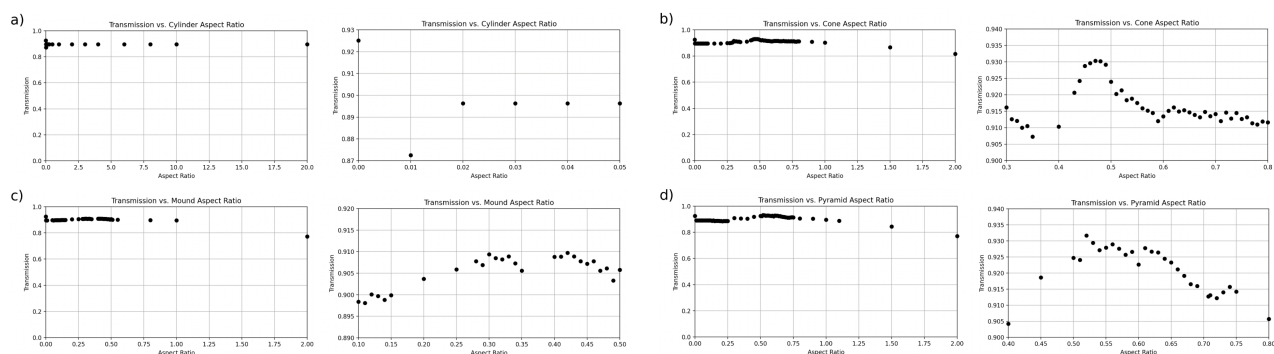 a)
Transmission vs. Cylinder Aspect Ratio
Transmission
1.0
0.8
0.6
0.4
0.2
0.0
0.0 2.5 5.0 7.5 10.0 12.5 15.0 17.5 20.0
Aspect Ratio
Transmission vs. Cylinder Aspect Ratio
Transmission
0.93
0.92
0.91
0.90
0.89
0.88
0.87
0.00 0.01 0.02 0.03 0.04 0.05
Aspect Ratio
b)
Transmission vs. Cone Aspect Ratio
Transmission
1.0
0.8
0.6
0.4
0.2
0.0
0.00 0.25 0.50 0.75 1.00 1.25 1.50 1.75 2.00
Aspect Ratio
Transmission vs. Cone Aspect Ratio
Transmission
0.940
0.935
0.930
0.925
0.920
0.915
0.910
0.905
0.900
0.3 0.4 0.5 0.6 0.7 0.8
Aspect Ratio
c)
Transmission vs. Mound Aspect Ratio
Transmission
1.0
0.8
0.6
0.4
0.2
0.0
0.00 0.25 0.50 0.75 1.00 1.25 1.50 1.75 2.00
Aspect Ratio
Transmission vs. Mound Aspect Ratio
Transmission
0.920
0.915
0.910
0.905
0.900
0.895
0.890
0.10 0.15 0.20 0.25 0.30 0.35 0.40 0.45 0.50
Aspect Ratio
d)
Transmission vs. Pyramid Aspect Ratio
Transmission
1.0
0.8
0.6
0.4
0.2
0.0
0.00 0.25 0.50 0.75 1.00 1.25 1.50 1.75 2.00
Aspect Ratio
Transmission vs. Pyramid Aspect Ratio
Transmission
0.940
0.935
0.930
0.925
0.920
0.915
0.910
0.905
0.900
0.40 0.45 0.50 0.55 0.60 0.65 0.70 0.75 0.80
Aspect Ratio